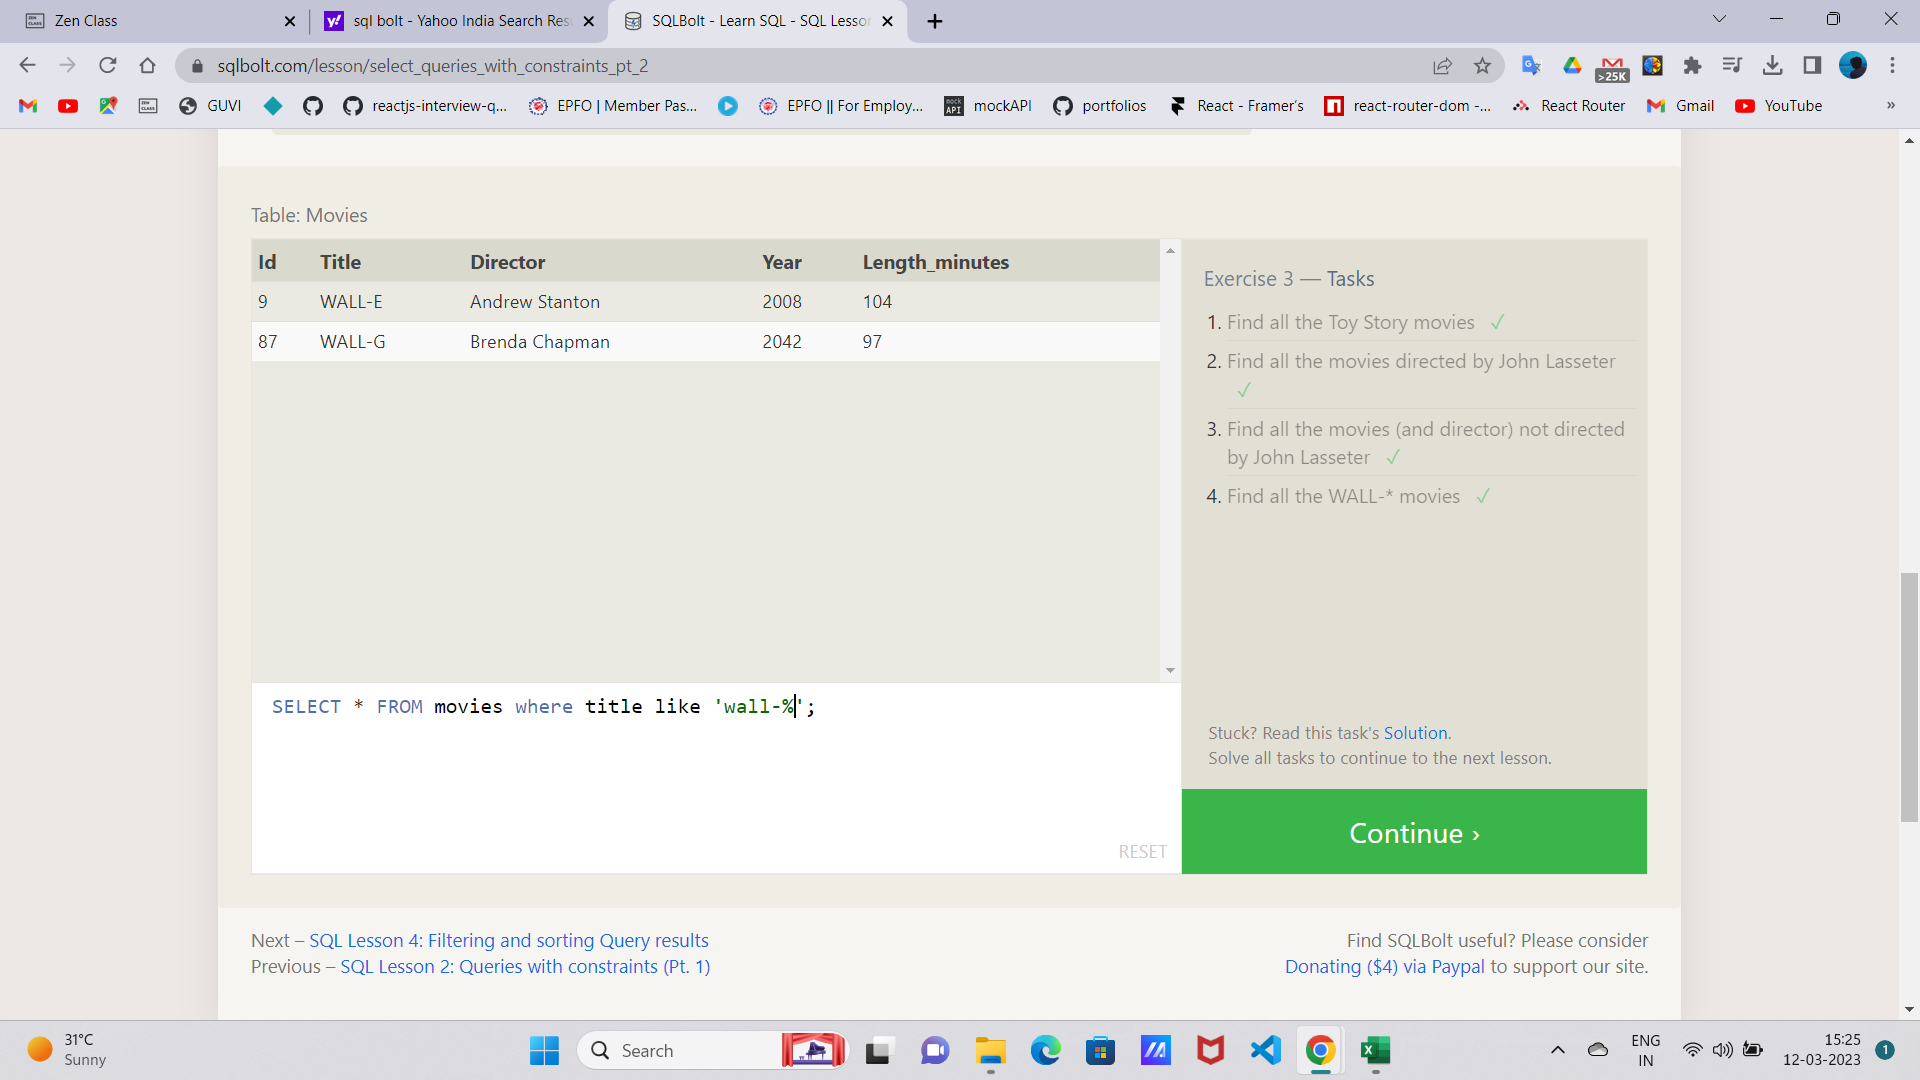 Zen Class
sql bolt - Yahoo India Search Res
SQLBolt - Learn SQL - SQL Lesson
sqlbolt.com/lesson/select_queries_with_constraints_pt_2
>25K
GUVI
reactjs-interview-q...
EPFO | Member Pas...
EPFO || For Employ...
mock API
mockAPI
portfolios
React - Framer's
react-router-dom -...
React Router
Gmail
YouTube
»
Table: Movies
Id Title Director Year Length_minutes
9 WALL-E Andrew Stanton 2008 104
87 WALL-G Brenda Chapman 2042 97
Exercise 3 — Tasks
1. Find all the Toy Story movies ✓
2. Find all the movies directed by John Lasseter
✓
3. Find all the movies (and director) not directed
by John Lasseter ✓
4. Find all the WALL-* movies ✓
SELECT * FROM movies where title like 'wall-%';
RESET
Stuck? Read this task's Solution.
Solve all tasks to continue to the next lesson.
Continue ›
Next – SQL Lesson 4: Filtering and sorting Query results
Previous – SQL Lesson 2: Queries with constraints (Pt. 1)
Find SQLBolt useful? Please consider
Donating ($4) via Paypal to support our site.
31°C
Sunny
Search
ENG
IN
15:25
12-03-2023
1